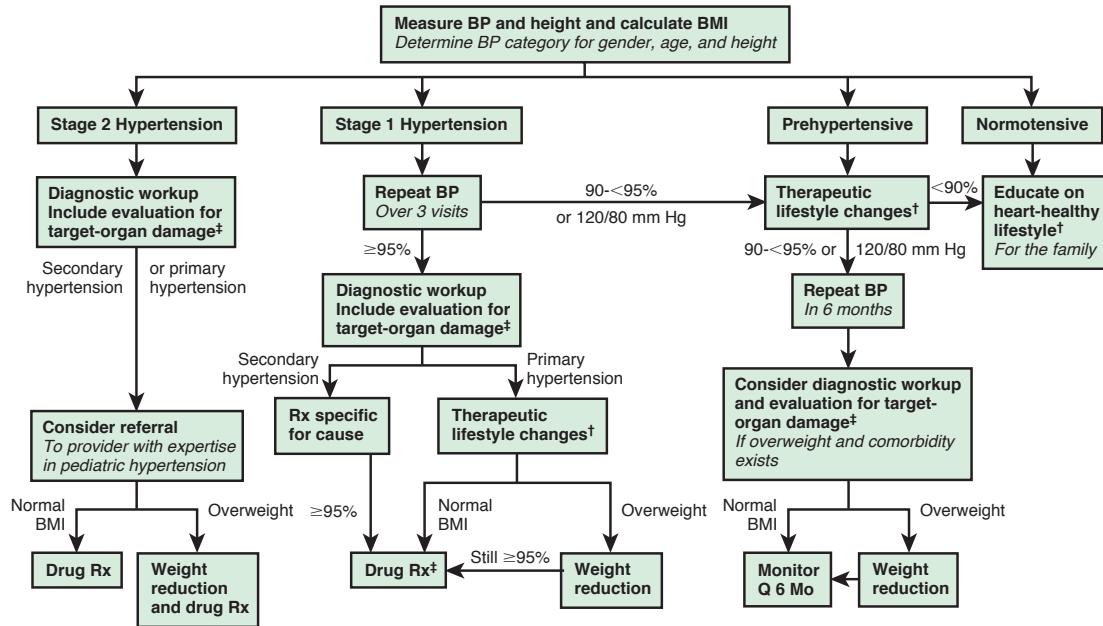 Measure BP and height and calculate BMI
Determine BP category for gender, age, and height
Stage 2 Hypertension
Stage 1 Hypertension
Prehypertensive
Normotensive
Diagnostic workup
Include evaluation for
target-organ damage‡
Repeat BP
Over 3 visits
90-<95%
or 120/80 mm Hg
Therapeutic
lifestyle changes†
<90%
Educate on
heart-healthy
lifestyle†
For the family
Secondary
hypertension
or primary
hypertension
≥95%
90-<95% or
120/80 mm Hg
Diagnostic workup
Include evaluation for
target-organ damage‡
Repeat BP
In 6 months
Secondary
hypertension
Primary
hypertension
Consider referral
To provider with expertise
in pediatric hypertension
Rx specific
for cause
Therapeutic
lifestyle changes†
Consider diagnostic workup
and evaluation for target-
organ damage‡
If overweight and comorbidity
exists
Normal
BMI
Overweight
≥95%
Normal
BMI
Overweight
Normal
BMI
Overweight
Drug Rx
Weight
reduction
and drug Rx
Drug Rx‡
Still ≥95%
Weight
reduction
Monitor
Q 6 Mo
Weight
reduction